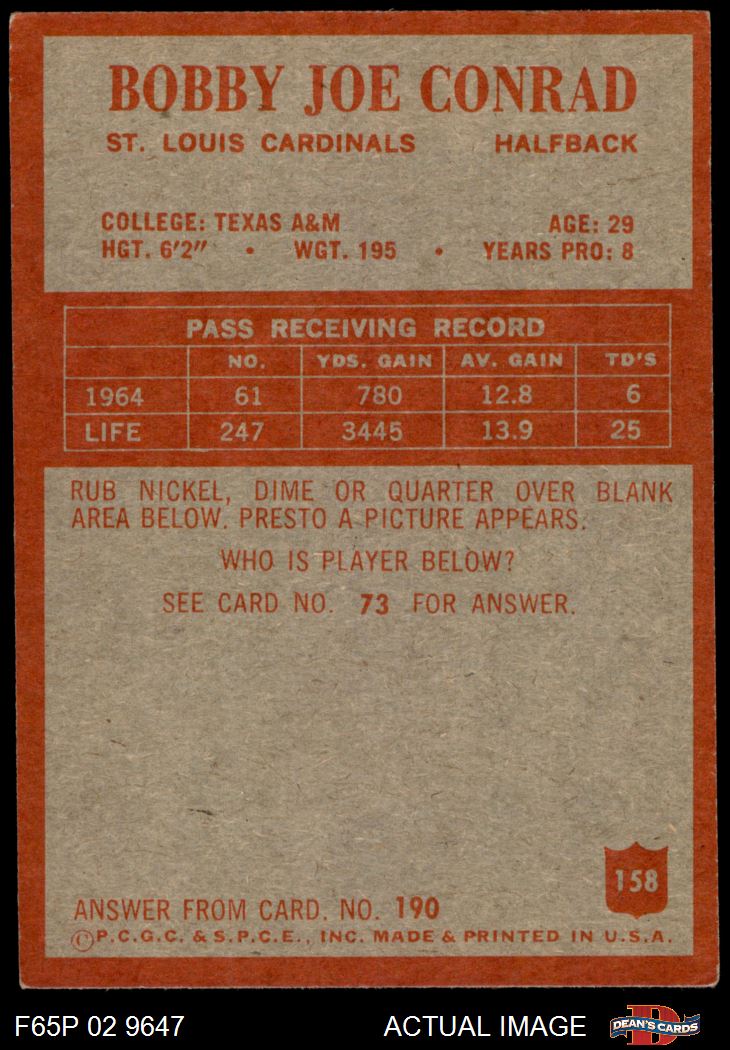 BOBBY JOE CONRAD
ST. LOUIS CARDINALS HALFBACK
COLLEGE: TEXAS A&M AGE: 29
HGT. 6'2" • WGT. 195 • YEARS PRO: 8
PASS RECEIVING RECORD
NO. YDS. GAIN AV. GAIN TD'S
1964 61 780 12.8 6
LIFE 247 3445 13.9 25
RUB NICKEL, DIME OR QUARTER OVER BLANK
AREA BELOW. PRESTO A PICTURE APPEARS.
WHO IS PLAYER BELOW?
SEE CARD NO. 73 FOR ANSWER.
158
ANSWER FROM CARD. NO. 190
©P.C.G.C. & S.P.C.E., INC. MADE & PRINTED IN U.S.A.
F65P 02 9647 ACTUAL IMAGE D DEAN'S CARDS